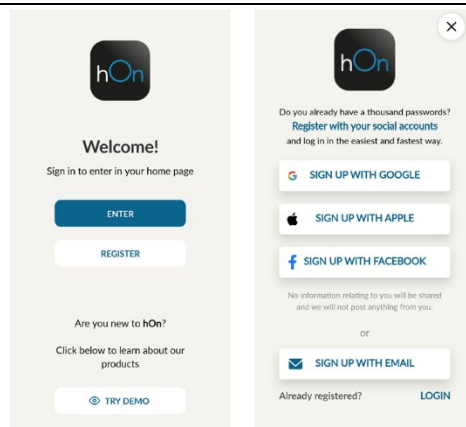 hOn
Welcome!
Sign in to enter in your home page
ENTER
REGISTER
Are you new to hOn?
Click below to learn about our
products
TRY DEMO
hOn
Do you already have a thousand passwords?
Register with your social accounts
and log in in the easiest and fastest way.
SIGN UP WITH GOOGLE
SIGN UP WITH APPLE
SIGN UP WITH FACEBOOK
No information relating to you will be shared
and we will not post anything from you.
or
SIGN UP WITH EMAIL
Already registered? LOGIN